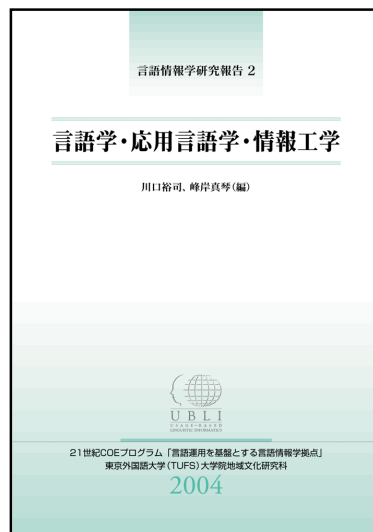 言語情報学研究報告 2
言語学・応用言語学・情報工学
川口裕司、峰岸真琴(編)
UBLI
USAGE-BASED
LINGUISTIC INFORMATICS
21世紀COEプログラム「言語運用を基盤とする言語情報学拠点」
東京外国語大学(TUFS)大学院地域文化研究科
2004